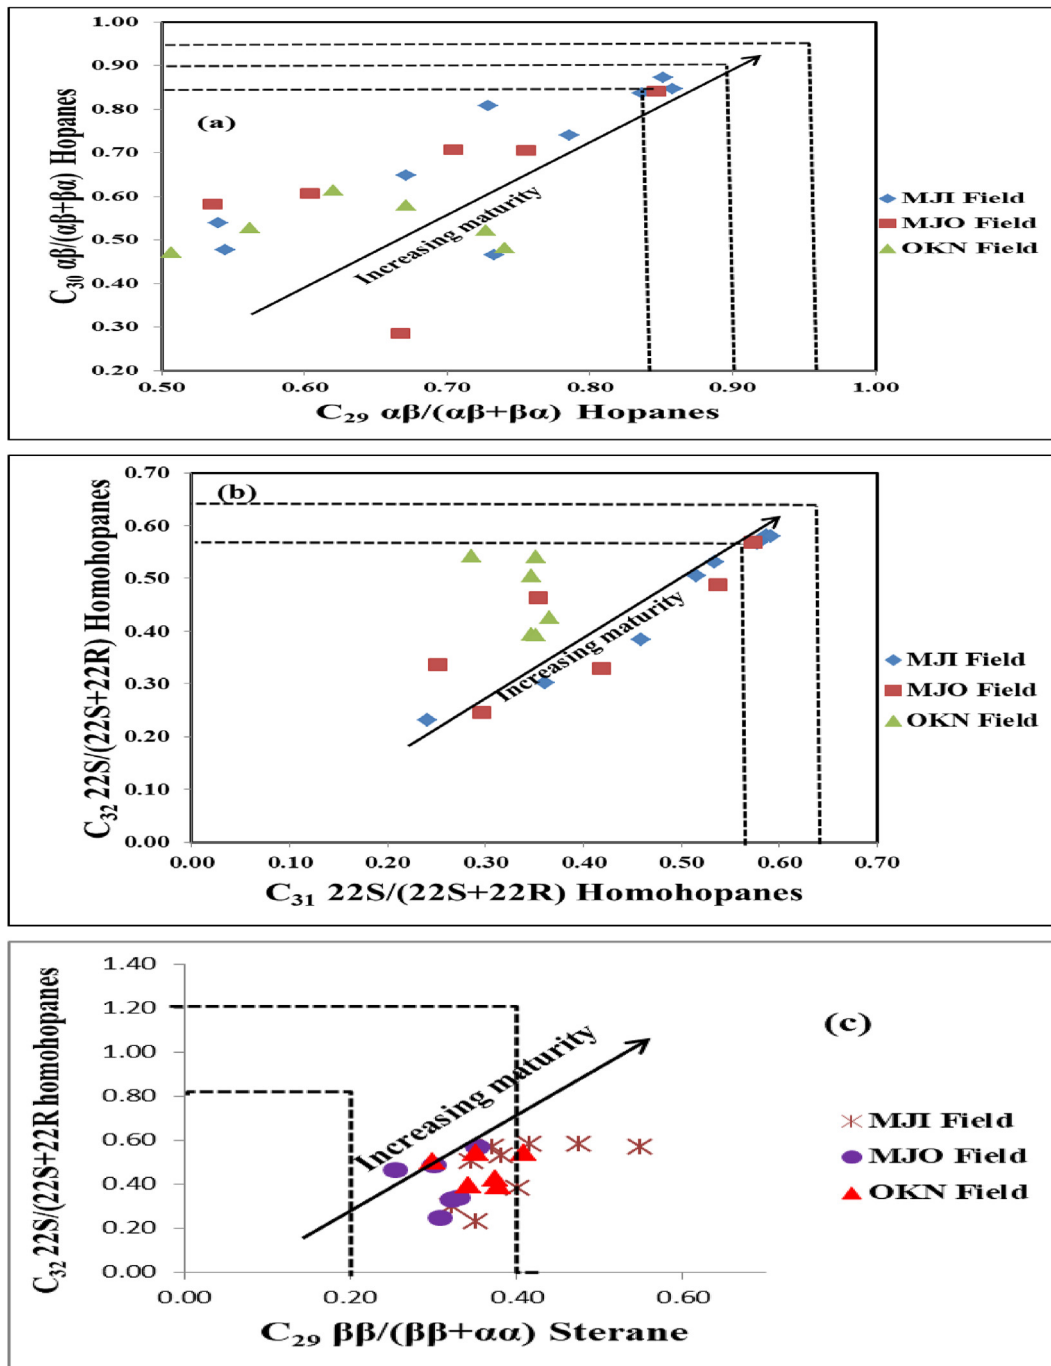 1.00
0.90
0.80
0.70
0.60
0.50
0.40
0.30
0.20
C30 αβ/(αβ+βα) Hopanes
(a)
Increasing maturity
0.50 0.60 0.70 0.80 0.90 1.00
C29 αβ/(αβ+βα) Hopanes
MJI Field
MJO Field
OKN Field
0.70
0.60
0.50
0.40
0.30
0.20
0.10
0.00
C32 22S/(22S+22R) Homohopanes
(b)
Increasing maturity
0.00 0.10 0.20 0.30 0.40 0.50 0.60 0.70
C31 22S/(22S+22R) Homohopanes
MJI Field
MJO Field
OKN Field
1.40
1.20
1.00
0.80
0.60
0.40
0.20
0.00
C32 22S/(22S+22R homohopanes
(c)
Increasing maturity
0.00 0.20 0.40 0.60
C29 ββ/(ββ+αα) Sterane
MJI Field
MJO Field
OKN Field